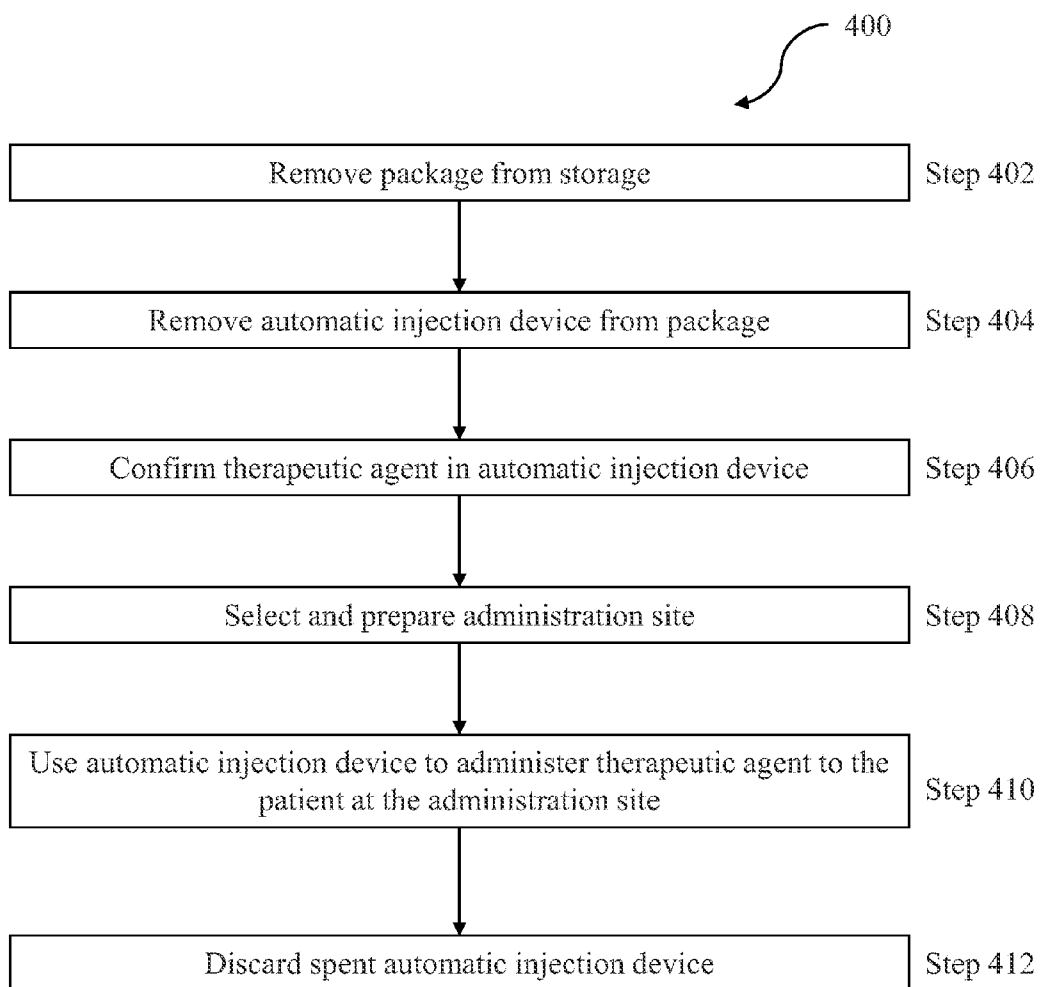 400
Remove package from storage
Step 402
Remove automatic injection device from package
Step 404
Confirm therapeutic agent in automatic injection device
Step 406
Select and prepare administration site
Step 408
Use automatic injection device to administer therapeutic agent to the
patient at the administration site
Step 410
Discard spent automatic injection device
Step 412